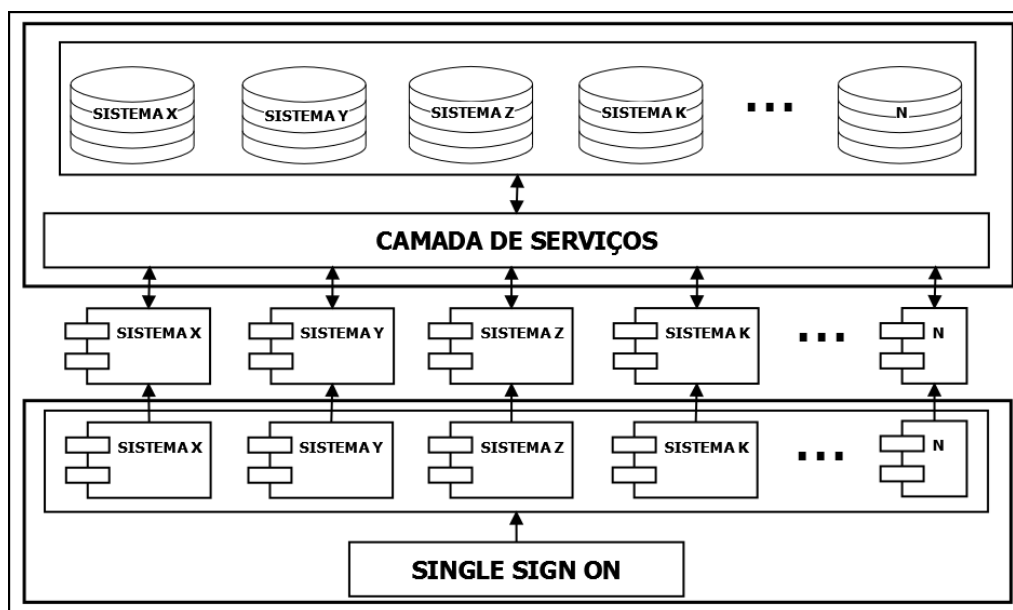 SISTEMA X SISTEMA Y SISTEMA Z SISTEMA K ... N
CAMADA DE SERVIÇOS
SISTEMA X SISTEMA Y SISTEMA Z SISTEMA K ... N
SISTEMA X SISTEMA Y SISTEMA Z SISTEMA K ... N
SINGLE SIGN ON